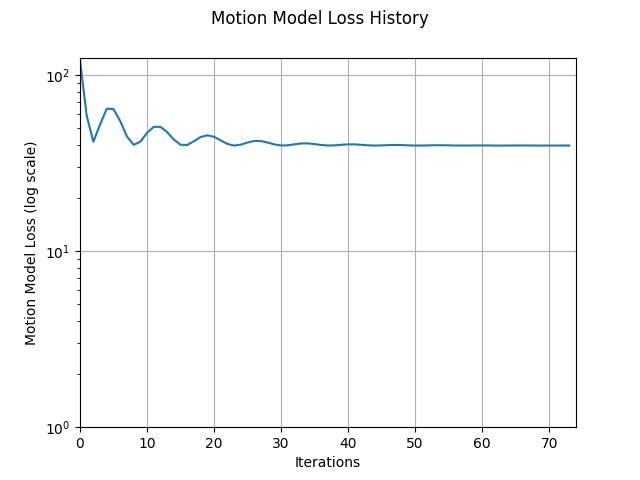 Motion Model Loss History
Motion Model Loss (log scale)
10²
10¹
10⁰
0 10 20 30 40 50 60 70
Iterations